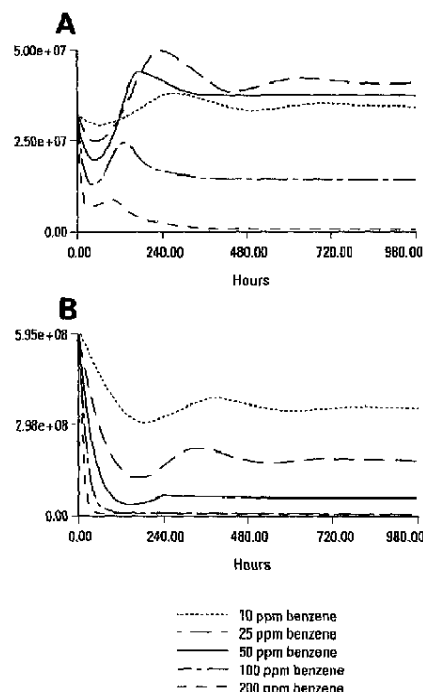 A
5.00e+07
2.50e+07
0.00
0.00 240.00 480.00 720.00 980.00
Hours
B
5.95e+08
2.98e+08
0.00
0.00 240.00 480.00 720.00 980.00
Hours
10 ppm benzene
25 ppm benzene
50 ppm benzene
100 ppm benzene
200 ppm benzene